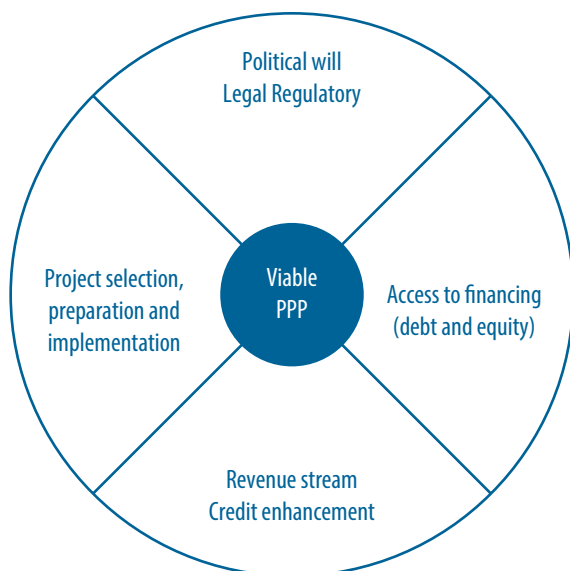 Political will
Legal Regulatory
Project selection,
preparation and
implementation
Viable
PPP
Access to financing
(debt and equity)
Revenue stream
Credit enhancement